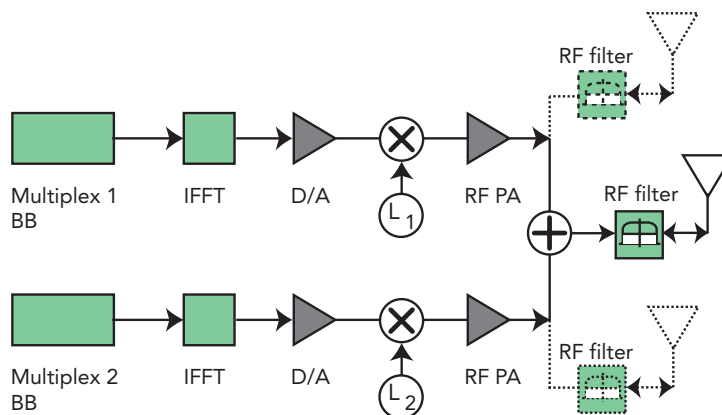 RF filter
Multiplex 1
BB
IFFT
D/A
L1
RF PA
RF filter
Multiplex 2
BB
IFFT
D/A
L2
RF PA
RF filter